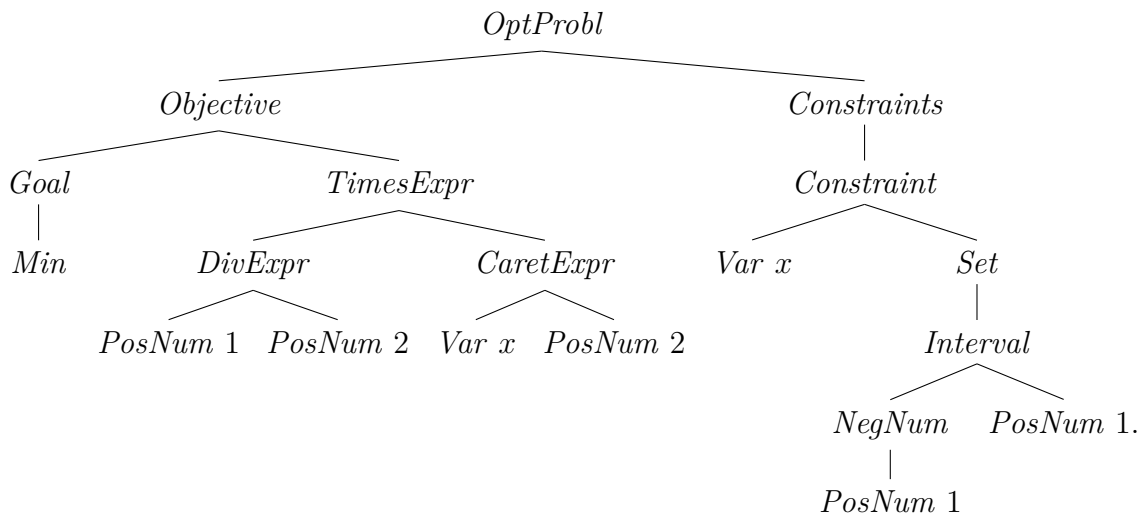 OptProbl
Objective Constraints
Goal TimesExpr Constraint
Min DivExpr CaretExpr Var x Set
PosNum 1 PosNum 2 Var x PosNum 2 Interval
NegNum PosNum 1.
PosNum 1